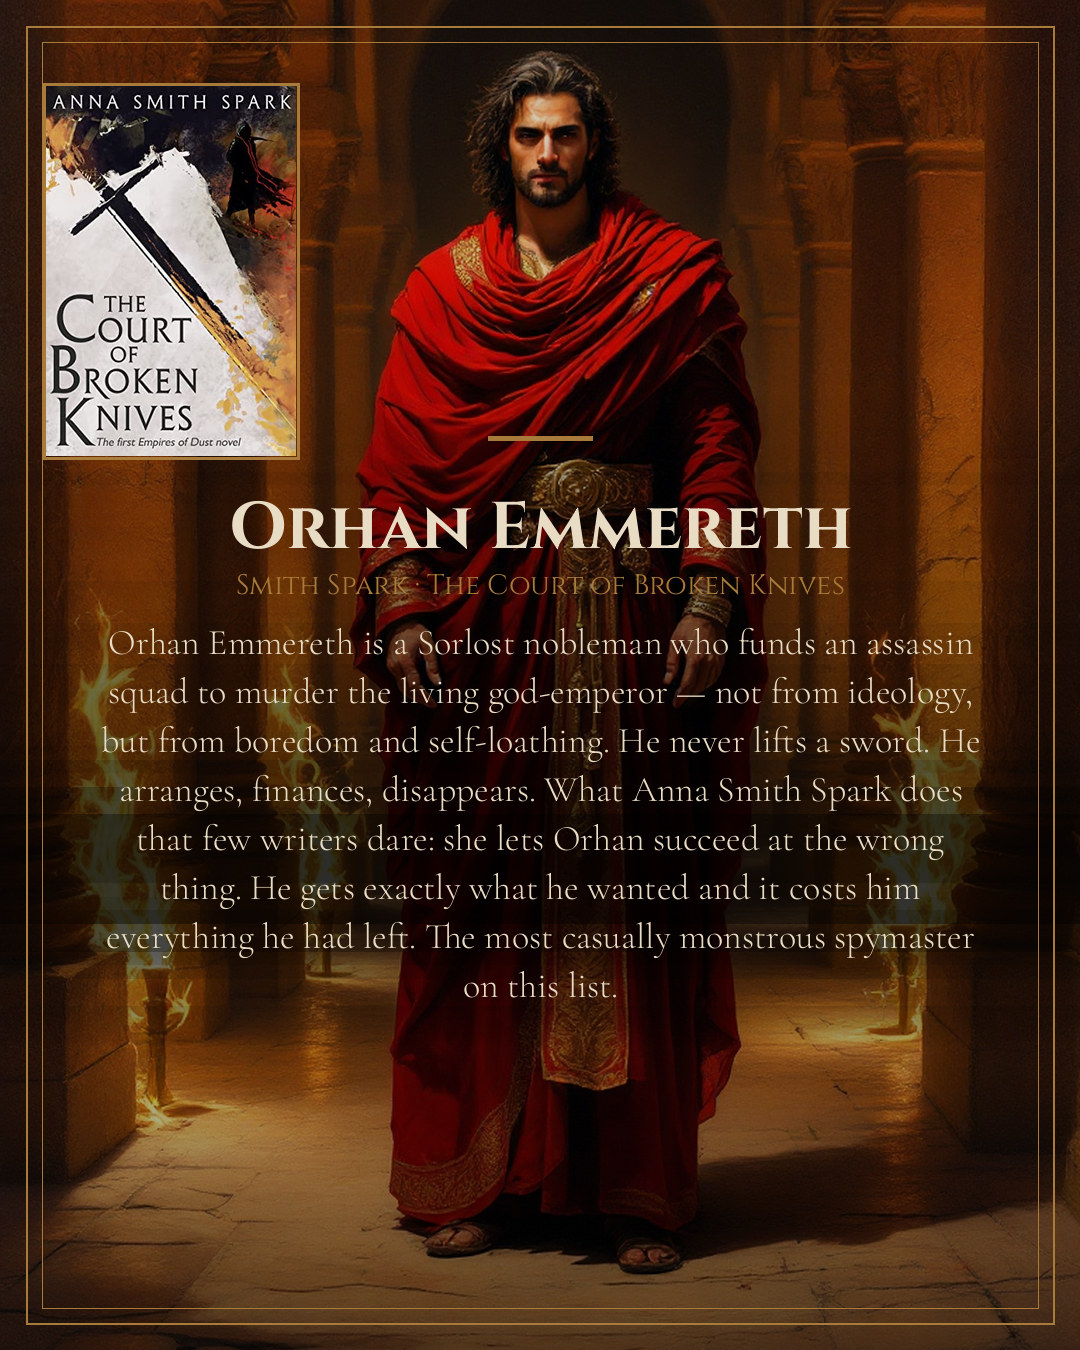 ANNA SMITH SPARK
THE
COURT
OF
BROKEN
KNIVES
The first Empires of Dust novel
ORHAN EMMERETH
SMITH SPARK · THE COURT OF BROKEN KNIVES
Orhan Emmereth is a Sorlost nobleman who funds an assassin
squad to murder the living god-emperor — not from ideology,
but from boredom and self-loathing. He never lifts a sword. He
arranges, finances, disappears. What Anna Smith Spark does
that few writers dare: she lets Orhan succeed at the wrong
thing. He gets exactly what he wanted and it costs him
everything he had left. The most casually monstrous spymaster
on this list.